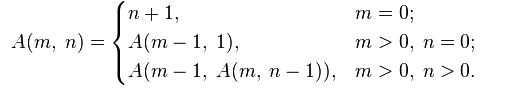 A(m, n) = { n + 1, m = 0;
A(m − 1, 1), m > 0, n = 0;
A(m − 1, A(m, n − 1)), m > 0, n > 0.